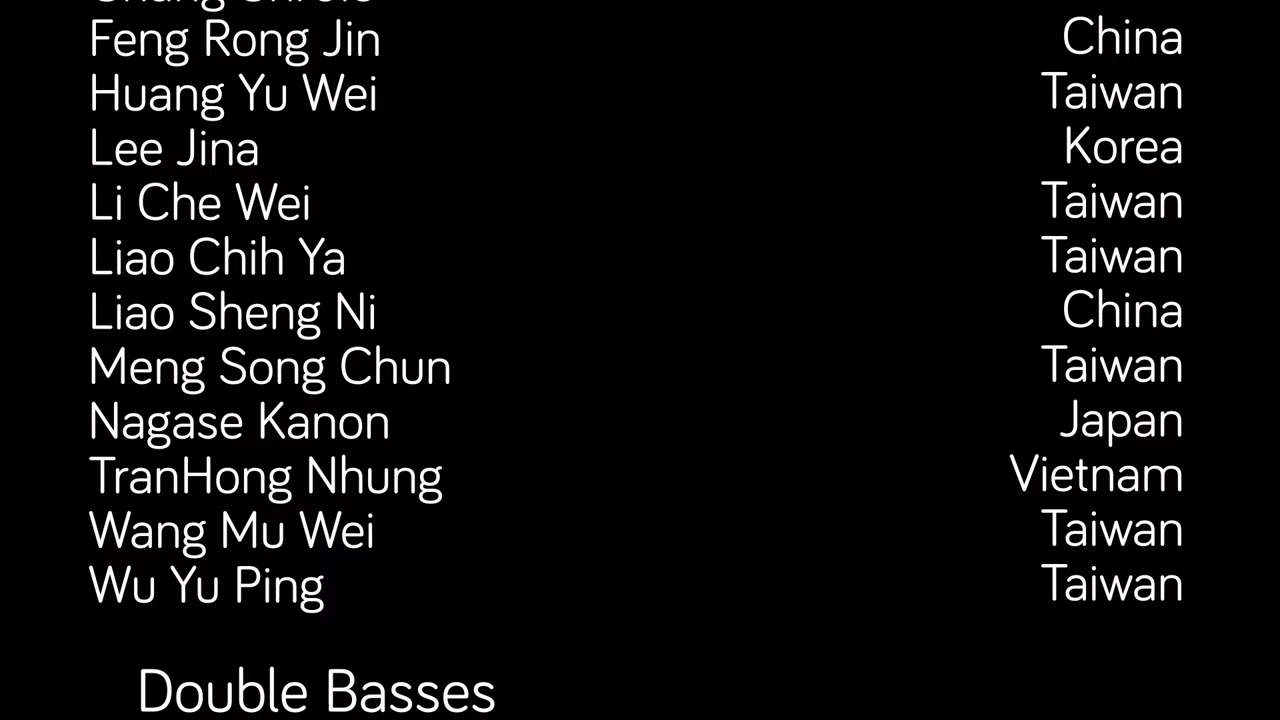 Feng Rong Jin China
Huang Yu Wei Taiwan
Lee Jina Korea
Li Che Wei Taiwan
Liao Chih Ya Taiwan
Liao Sheng Ni China
Meng Song Chun Taiwan
Nagase Kanon Japan
TranHong Nhung Vietnam
Wang Mu Wei Taiwan
Wu Yu Ping Taiwan
Double Basses